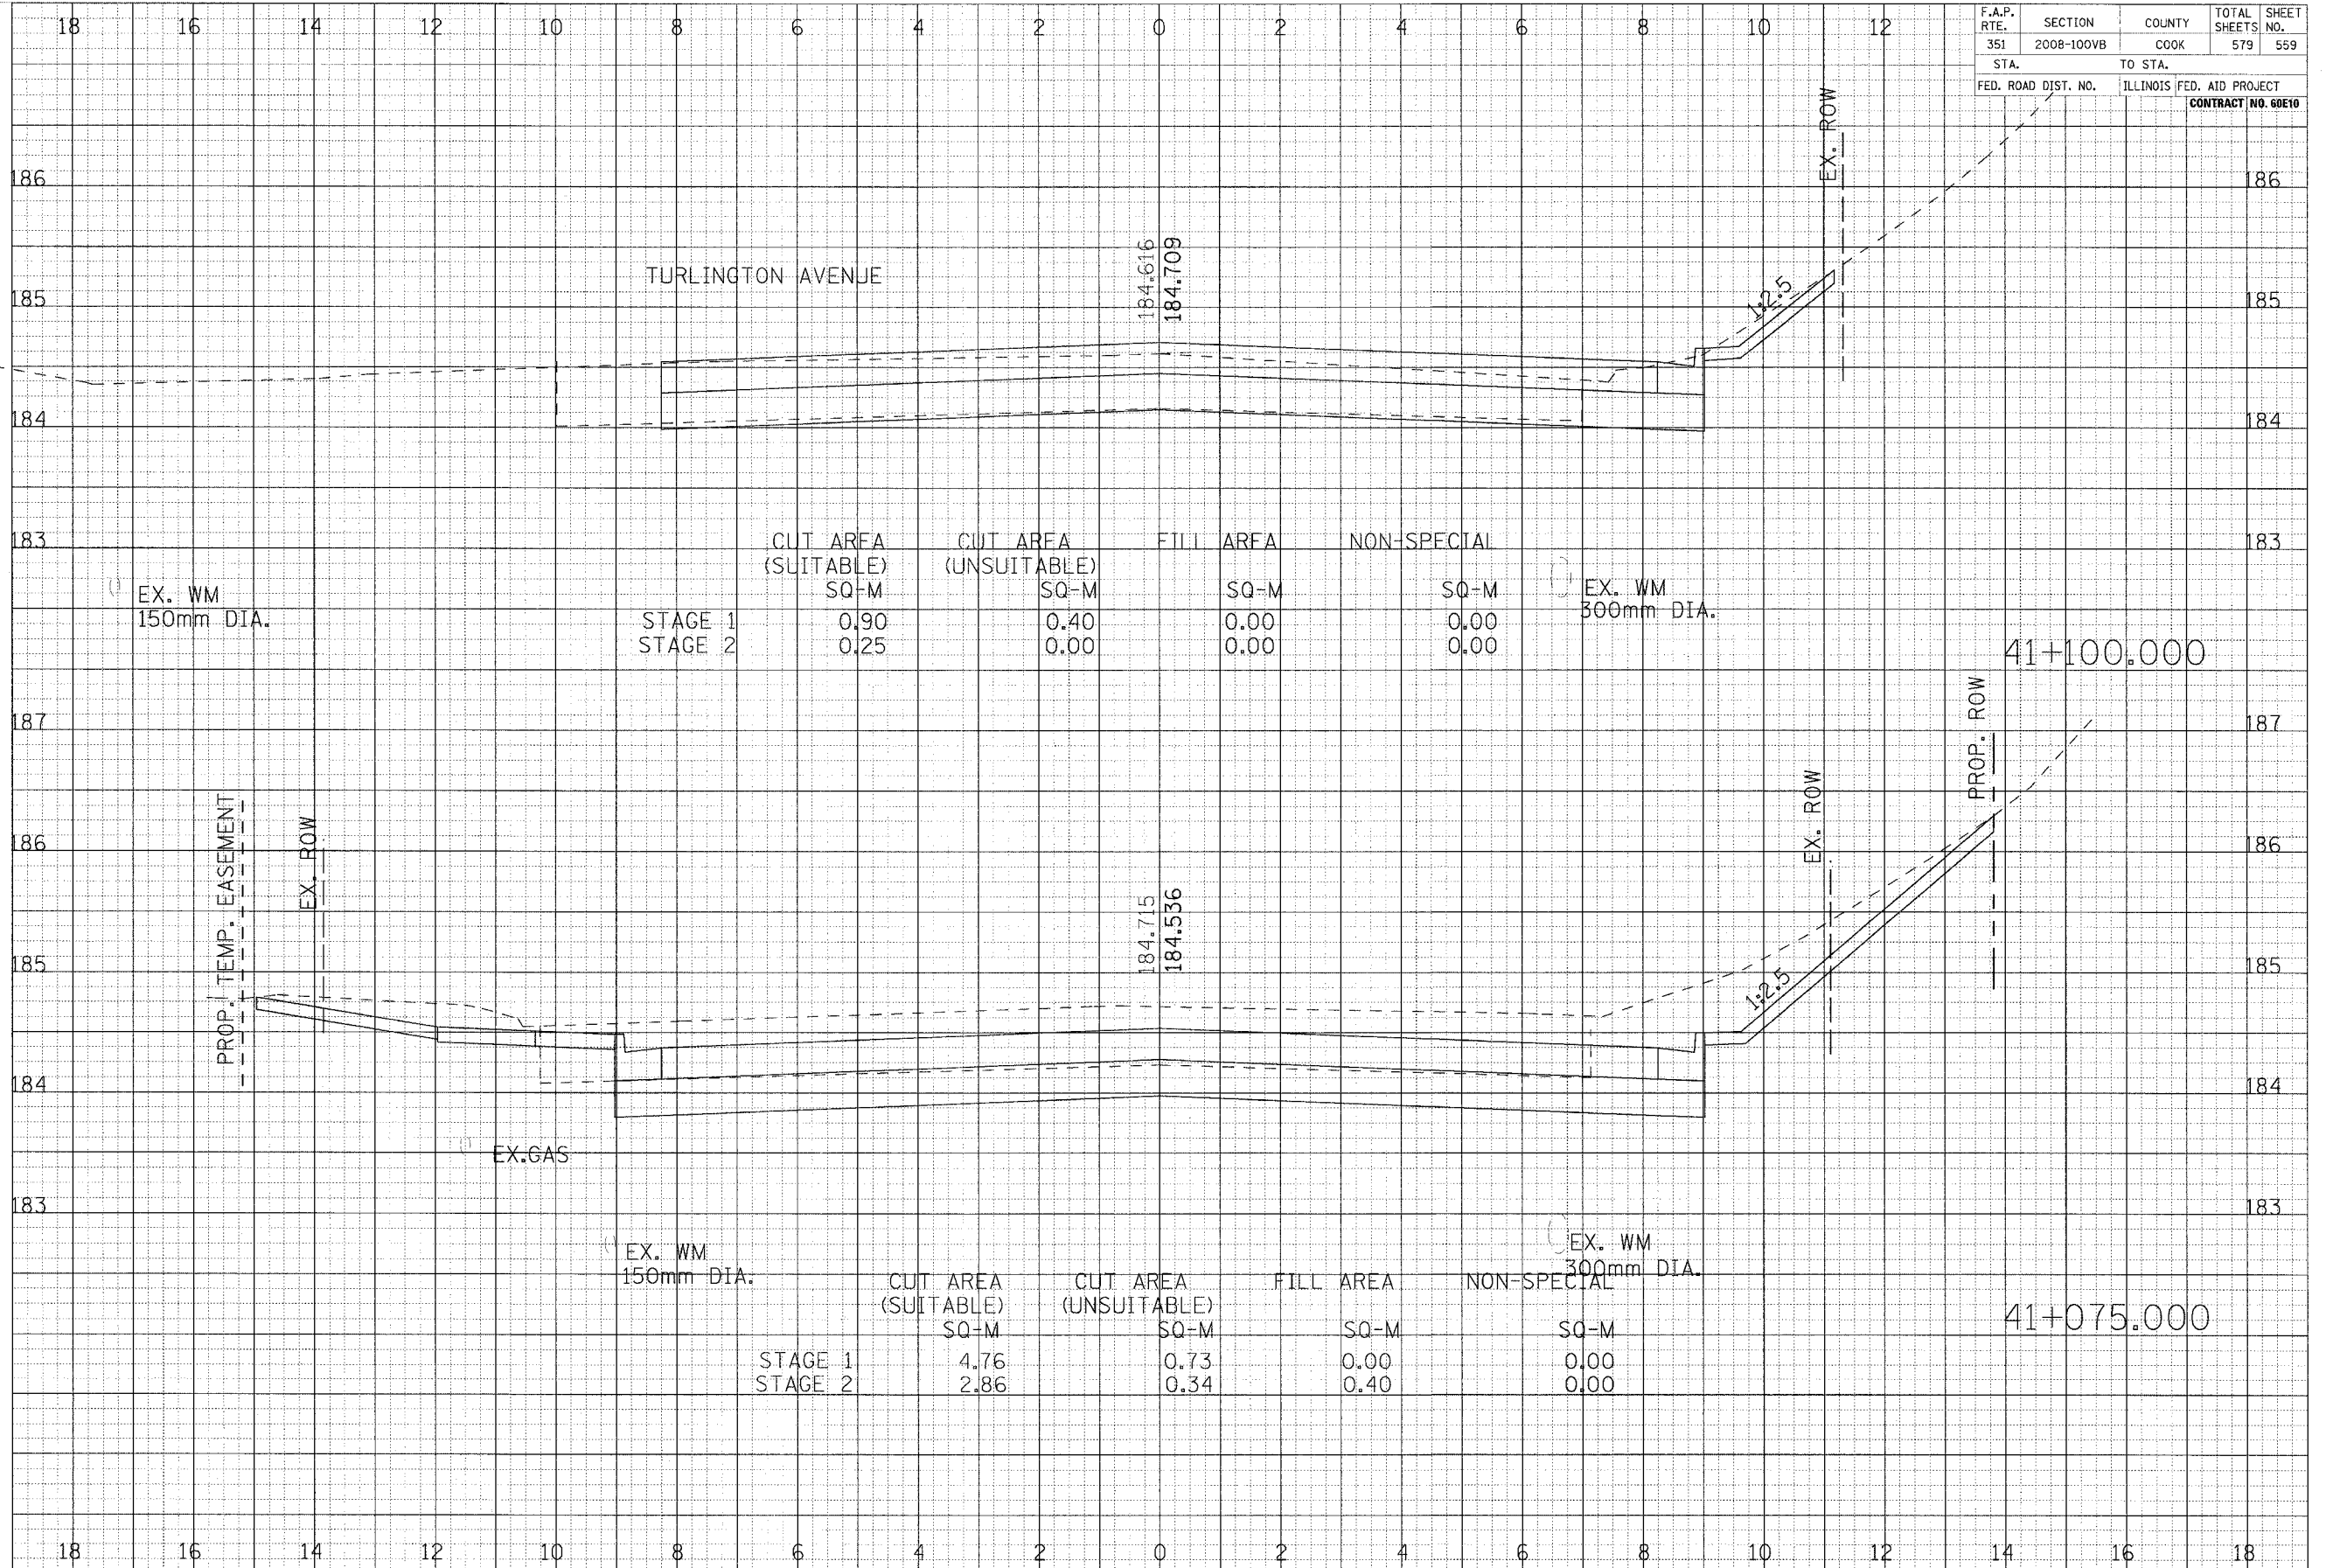 18 16 14 12 10 8 6 4 2 0 2 4 6 8 10 12
F.A.P. RTE. SECTION COUNTY TOTAL SHEETS SHEET NO.
351 2008-100VB COOK 579 559
STA. TO STA.
FED. ROAD DIST. NO. ILLINOIS FED. AID PROJECT
CONTRACT NO. 60E10
EX. ROW
186 186
184.616
184.709
TURLINGTON AVENUE
1:2.5
185 185
184 184
183 183
CUT AREA CUT AREA FILL AREA NON-SPECIAL
(SUITABLE) (UNSUITABLE)
SQ-M SQ-M SQ-M SQ-M
STAGE 1 0.90 0.40 0.00 0.00
STAGE 2 0.25 0.00 0.00 0.00
EX. WM
150mm DIA.
EX. WM
300mm DIA.
41+100.000
187 187
PROP. ROW
EX. ROW
PROP. TEMP. EASEMENT
EX. ROW
186 186
184.715
184.536
185 185
1:2.5
184 184
EX.GAS
183 183
EX. WM
150mm DIA.
EX. WM
300mm DIA.
CUT AREA CUT AREA FILL AREA NON-SPECIAL
(SUITABLE) (UNSUITABLE)
SQ-M SQ-M SQ-M SQ-M
STAGE 1 4.76 0.73 0.00 0.00
STAGE 2 2.86 0.34 0.40 0.00
41+075.000
18 16 14 12 10 8 6 4 2 0 2 4 6 8 10 12 14 16 18